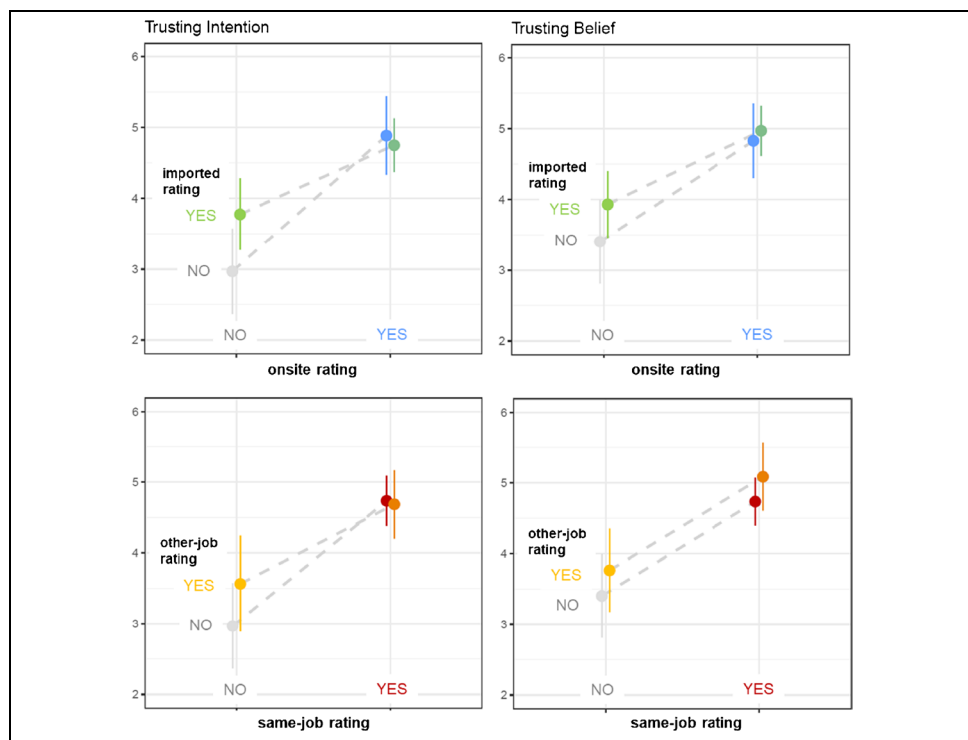 Trusting Intention
Trusting Belief
6
5
4
3
2
imported
rating
YES
NO
NO
YES
onsite rating
6
5
4
3
2
imported
rating
YES
NO
NO
YES
onsite rating
6
5
4
3
2
other-job
rating
YES
NO
NO
YES
same-job rating
6
5
4
3
2
other-job
rating
YES
NO
NO
YES
same-job rating